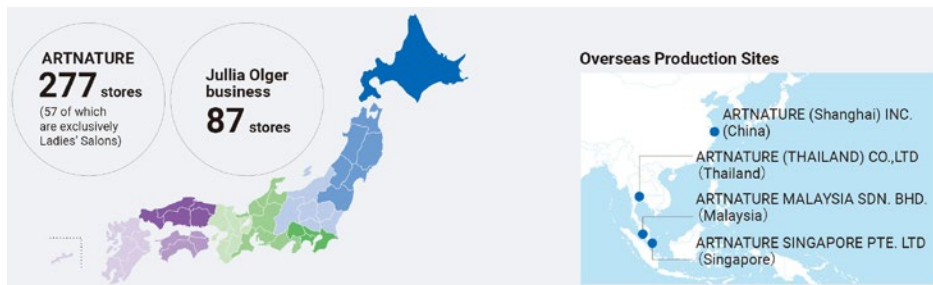 ARTNATURE
277 stores
(57 of which
are exclusively
Ladies' Salons)
Jullia Olger
business
87 stores
Overseas Production Sites
ARTNATURE (Shanghai) INC.
(China)
ARTNATURE (THAILAND) CO.,LTD
(Thailand)
ARTNATURE MALAYSIA SDN. BHD.
(Malaysia)
ARTNATURE SINGAPORE PTE. LTD
(Singapore)